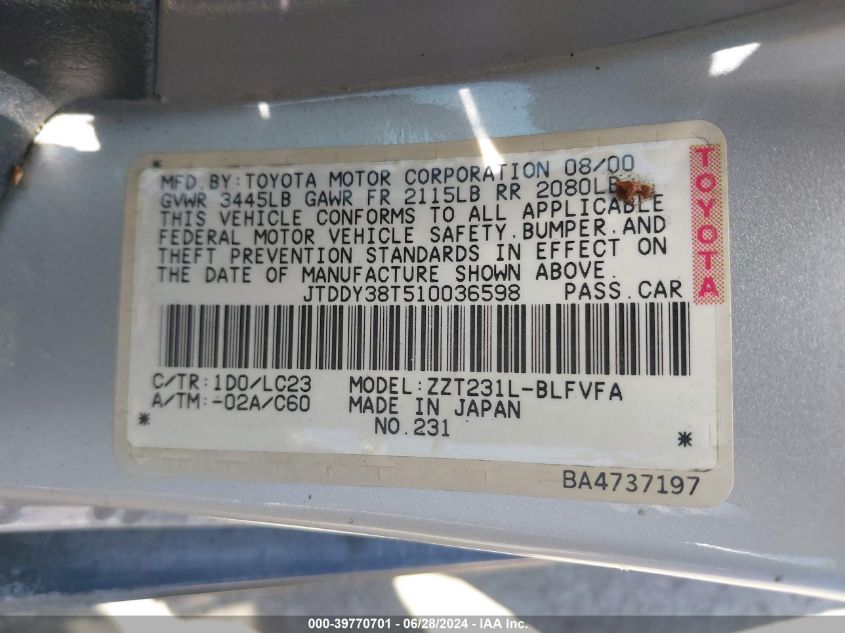 MFD. BY: TOYOTA MOTOR CORPORATION 08/00
GVWR 3445LB GAWR FR 2115LB RR 2080LB
THIS VEHICLE CONFORMS TO ALL APPLICABLE
FEDERAL MOTOR VEHICLE SAFETY, BUMPER, AND
THEFT PREVENTION STANDARDS IN EFFECT ON
THE DATE OF MANUFACTURE SHOWN ABOVE.
JTDDY38T510036598 PASS. CAR
TOYOTA
C/TR: 1D0/LC23 MODEL: ZZT231L-BLFVFA
A/TM: -02A/C60 MADE IN JAPAN
NO. 231
BA4737197
000-39770701 - 06/28/2024 - IAA Inc.